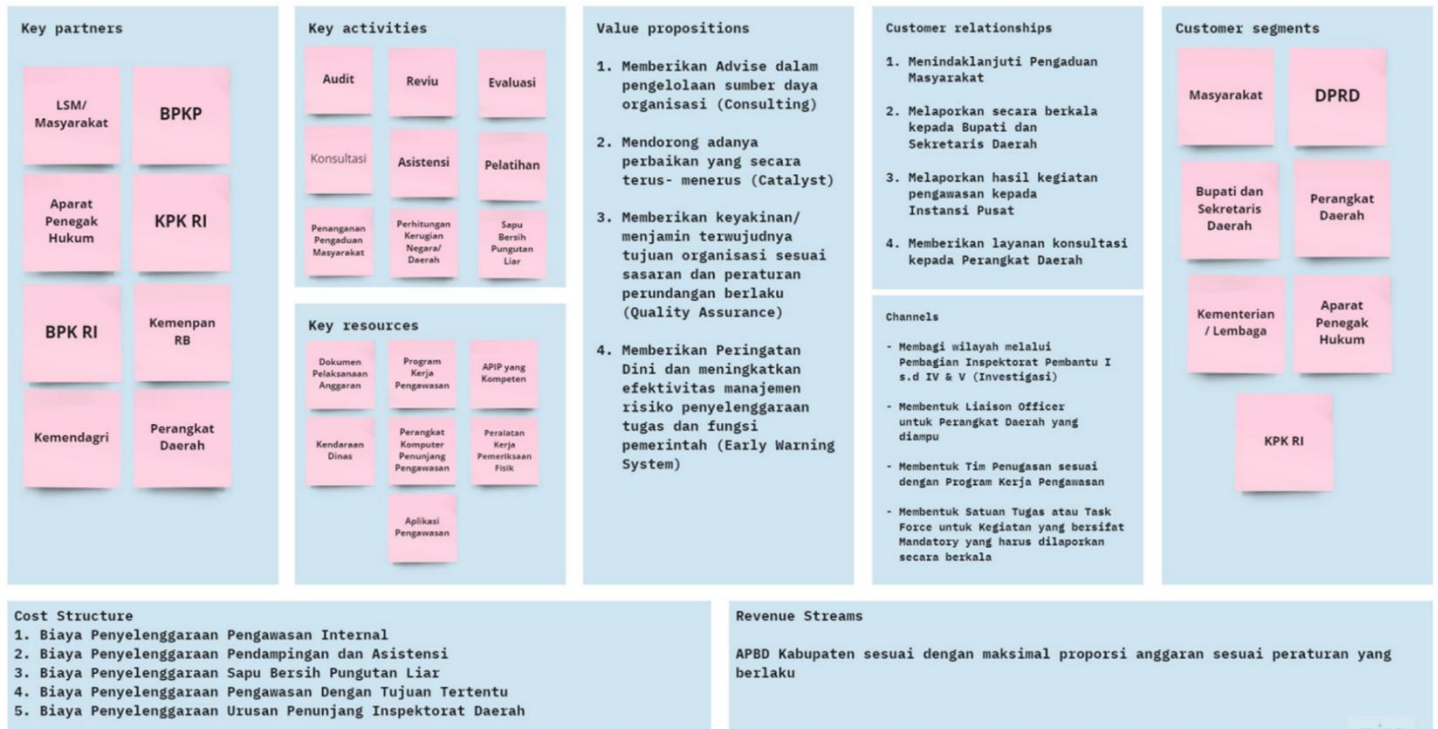 Key partners
LSM/
Masyarakat
BPKP
Aparat
Penegak
Hukum
KPK RI
BPK RI
Kemenpan
RB
Kemendagri
Perangkat
Daerah
Key activities
Audit
Reviu
Evaluasi
Konsultasi
Asistensi
Pelatihan
Penanganan
Pengaduan
Masyarakat
Perhitungan
Kerugian
Negara/
Daerah
Sapu
Bersih
Pungutan
Liar
Key resources
Dokumen
Pelaksanaan
Anggaran
Program
Kerja
Pengawasan
APIP yang
Kompeten
Kendaraan
Dinas
Perangkat
Komputer
Penunjang
Pengawasan
Peralatan
Kerja
Pemeriksaan
Fisik
Aplikasi
Pengawasan
Value propositions
1. Memberikan Advise dalam
pengelolaan sumber daya
organisasi (Consulting)
2. Mendorong adanya
perbaikan yang secara
terus- menerus (Catalyst)
3. Memberikan keyakinan/
menjamin terwujudnya
tujuan organisasi sesuai
sasaran dan peraturan
perundangan berlaku
(Quality Assurance)
4. Memberikan Peringatan
Dini dan meningkatkan
efektivitas manajemen
risiko penyelenggaraan
tugas dan fungsi
pemerintah (Early Warning
System)
Customer relationships
1. Menindaklanjuti Pengaduan
Masyarakat
2. Melaporkan secara berkala
kepada Bupati dan
Sekretaris Daerah
3. Melaporkan hasil kegiatan
pengawasan kepada
Instansi Pusat
4. Memberikan layanan konsultasi
kepada Perangkat Daerah
Channels
- Membagi wilayah melalui
Pembagian Inspektorat Pembantu I
s.d IV & V (Investigasi)
- Membentuk Liaison Officer
untuk Perangkat Daerah yang
diampu
- Membentuk Tim Penugasan sesuai
dengan Program Kerja Pengawasan
- Membentuk Satuan Tugas atau Task
Force untuk Kegiatan yang bersifat
Mandatory yang harus dilaporkan
secara berkala
Customer segments
Masyarakat
DPRD
Bupati dan
Sekretaris
Daerah
Perangkat
Daerah
Kementerian
/ Lembaga
Aparat
Penegak
Hukum
KPK RI
Cost Structure
1. Biaya Penyelenggaraan Pengawasan Internal
2. Biaya Penyelenggaraan Pendampingan dan Asistensi
3. Biaya Penyelenggaraan Sapu Bersih Pungutan Liar
4. Biaya Penyelenggaraan Pengawasan Dengan Tujuan Tertentu
5. Biaya Penyelenggaraan Urusan Penunjang Inspektorat Daerah
Revenue Streams
APBD Kabupaten sesuai dengan maksimal proporsi anggaran sesuai peraturan yang
berlaku